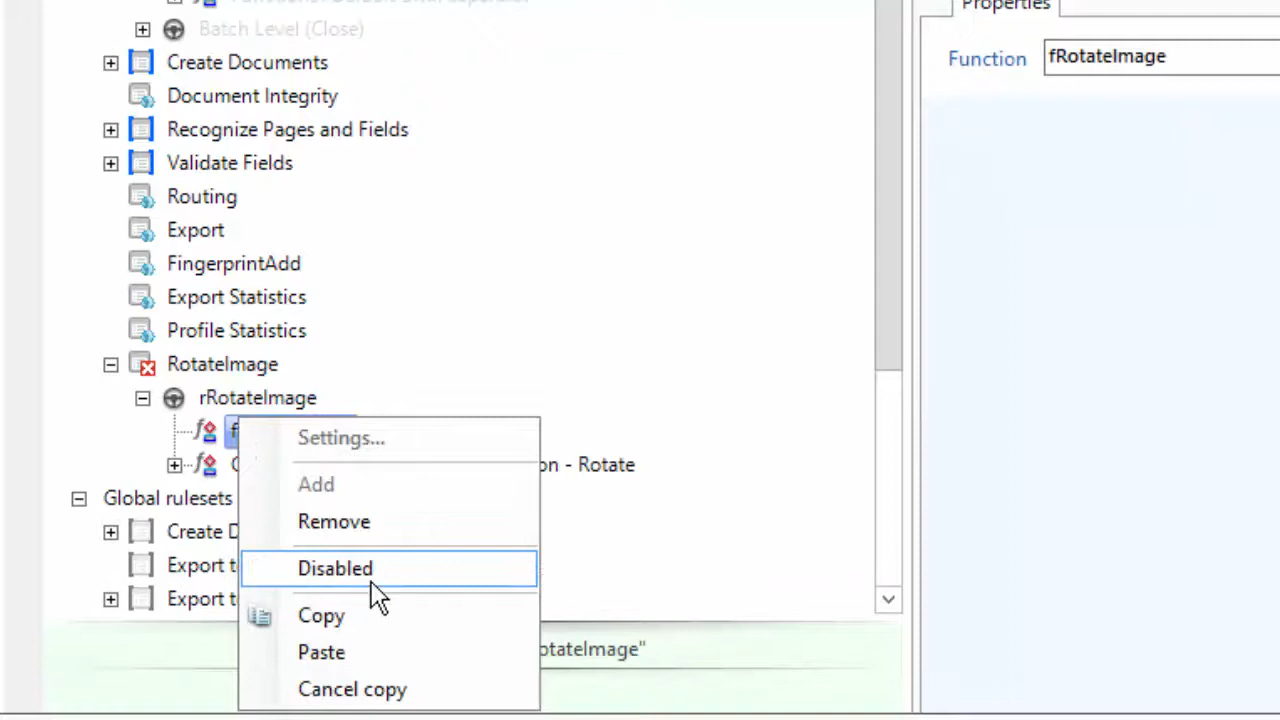 Properties
Batch Level (Close)
Function fRotateImage
Create Documents
Document Integrity
Recognize Pages and Fields
Validate Fields
Routing
Export
FingerprintAdd
Export Statistics
Profile Statistics
RotateImage
rRotateImage
Settings...
on - Rotate
Add
Global rulesets
Remove
Create D
Disabled
Export t
Export t
Copy
otateImage"
Paste
Cancel copy